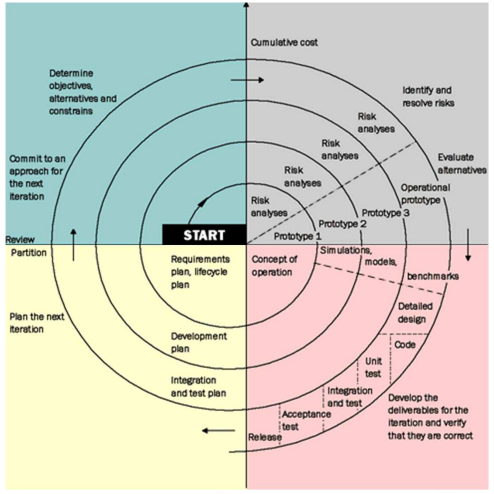 Cumulative cost
Determine
objectives,
alternatives and
constrains
Identify and
resolve risks
Risk
analyses
Risk
analyses
Risk
analyses
Risk
analyses
Commit to an
approach for
the next
iteration
Evaluate
alternatives
Operational
prototype
Prototype 3
Prototype 2
Prototype 1
START
Review
Partition
Requirements
plan, lifecycle
plan
Concept of
operation
Simulations,
models,
benchmarks
Plan the next
iteration
Development
plan
Integration
and test plan
Detailed
design
Code
Unit
test
Integration
and test
Acceptance
test
Release
Develop the
deliverables for the
iteration and verify
that they are correct